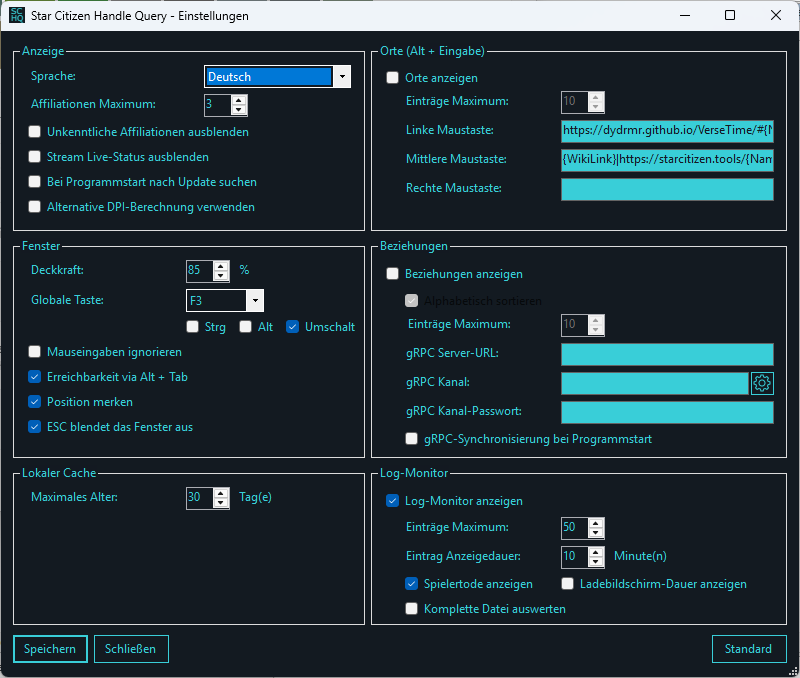 SC
HQ
Star Citizen Handle Query - Einstellungen
Anzeige
Sprache:
Deutsch
Affiliationen Maximum:
3
Unkenntliche Affiliationen ausblenden
Stream Live-Status ausblenden
Bei Programmstart nach Update suchen
Alternative DPI-Berechnung verwenden
Orte (Alt + Eingabe)
Orte anzeigen
Einträge Maximum:
10
Linke Maustaste:
https://dydrmr.github.io/VerseTime/#{N
Mittlere Maustaste:
{WikiLink}|https://starcitizen.tools/{Nam
Rechte Maustaste:
Fenster
Deckkraft:
85
%
Globale Taste:
F3
Strg
Alt
Umschalt
Mauseingaben ignorieren
Erreichbarkeit via Alt + Tab
Position merken
ESC blendet das Fenster aus
Beziehungen
Beziehungen anzeigen
Alphabetisch sortieren
Einträge Maximum:
10
gRPC Server-URL:
gRPC Kanal:
gRPC Kanal-Passwort:
gRPC-Synchronisierung bei Programmstart
Lokaler Cache
Maximales Alter:
30
Tag(e)
Log-Monitor
Log-Monitor anzeigen
Einträge Maximum:
50
Eintrag Anzeigedauer:
10
Minute(n)
Spielertode anzeigen
Ladebildschirm-Dauer anzeigen
Komplette Datei auswerten
Speichern
Schließen
Standard